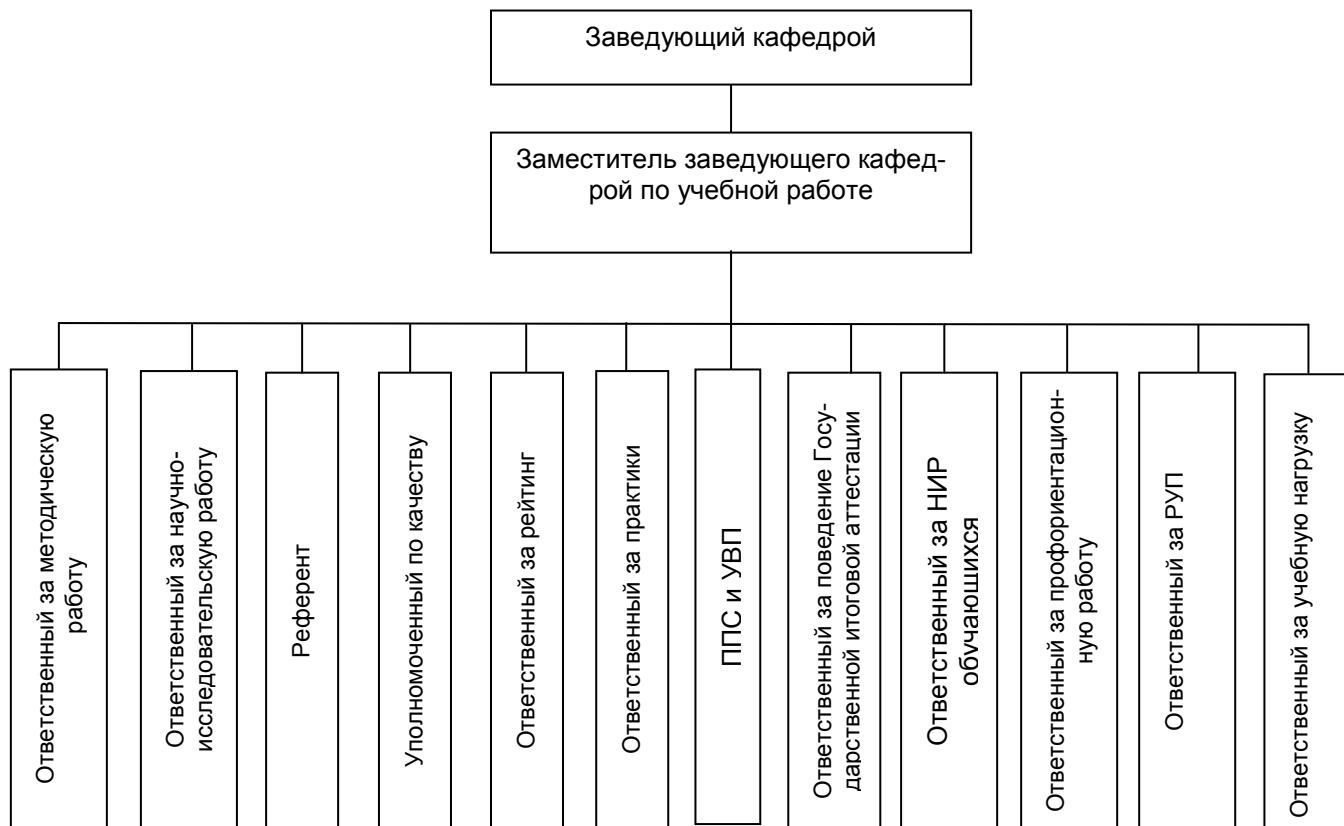 Заведующий кафедрой
Заместитель заведующего кафед-
рой по учебной работе
Ответственный за методическую
работу
Ответственный за научно-
исследовательскую работу
Референт
Уполномоченный по качеству
Ответственный за рейтинг
Ответственный за практики
ППС и УВП
Ответственный за поведение Госу-
дарственной итоговой аттестации
Ответственный за НИР
обучающихся
Ответственный за профориентацион-
ную работу
Ответственный за РУП
Ответственный за учебную нагрузку